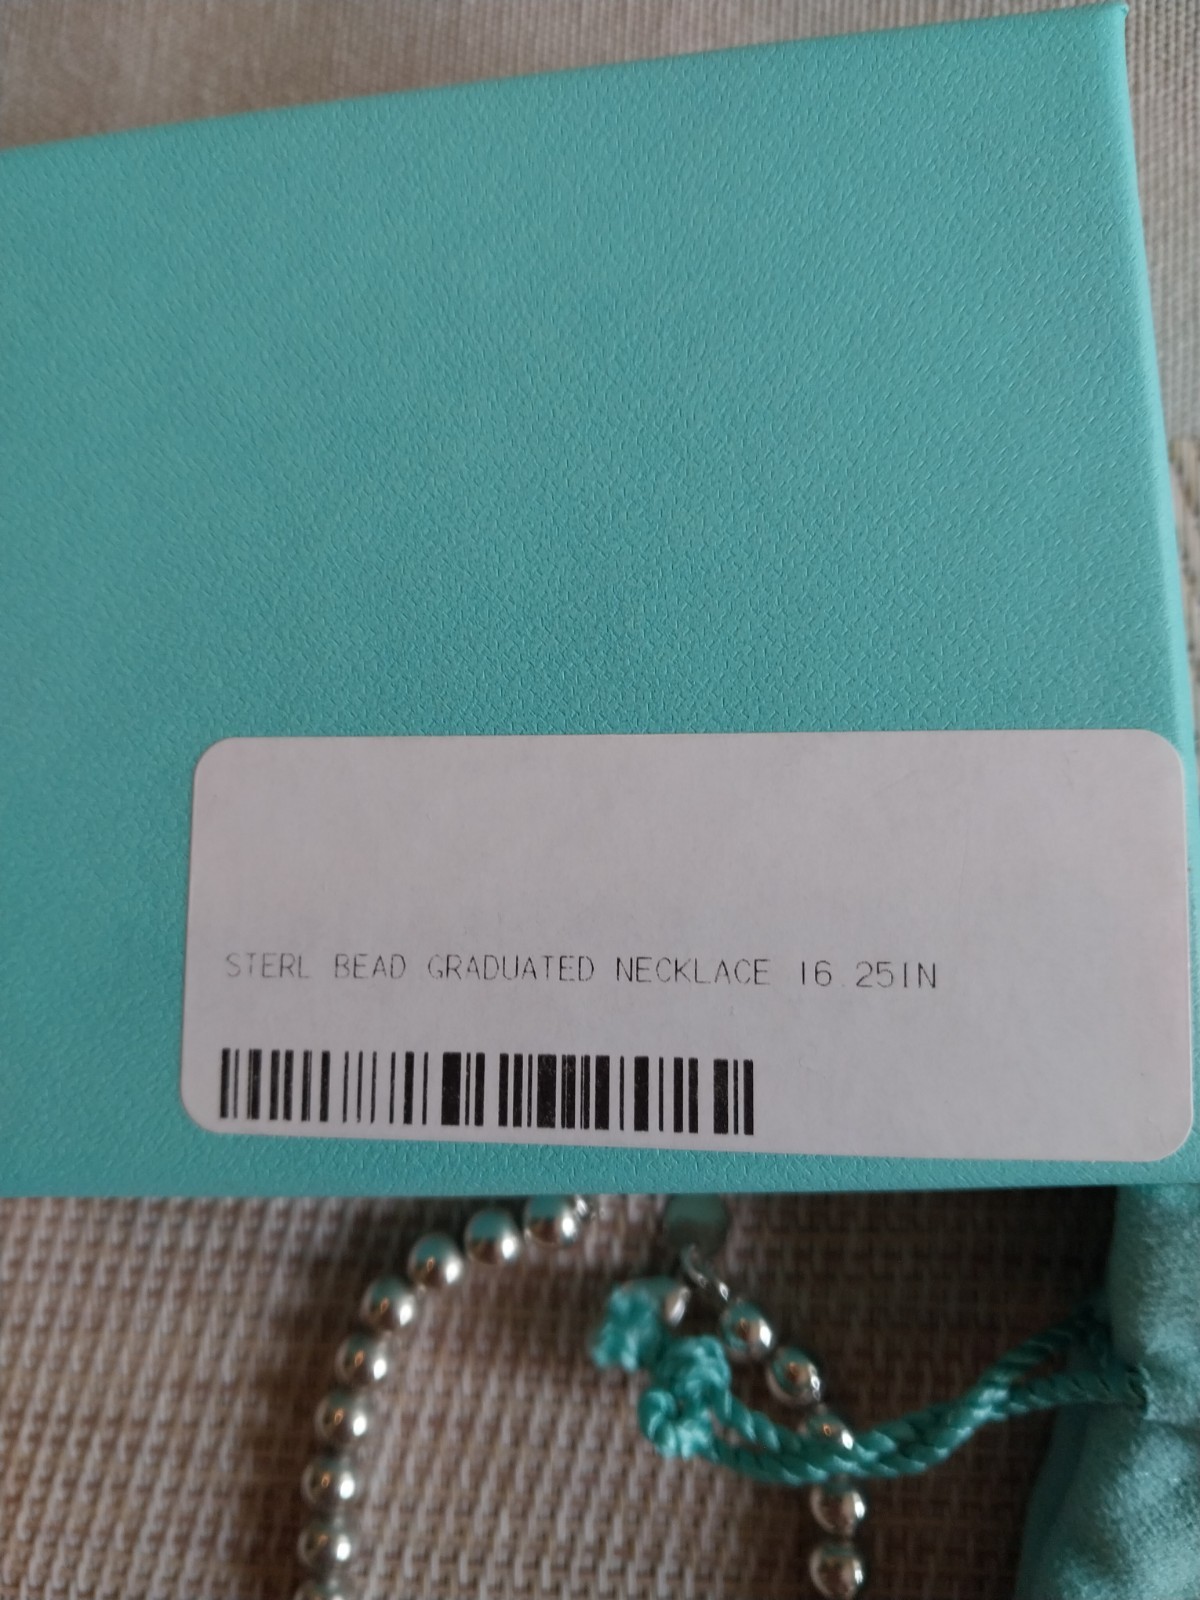 STERL BEAD GRADUATED NECKLACE 16.25IN